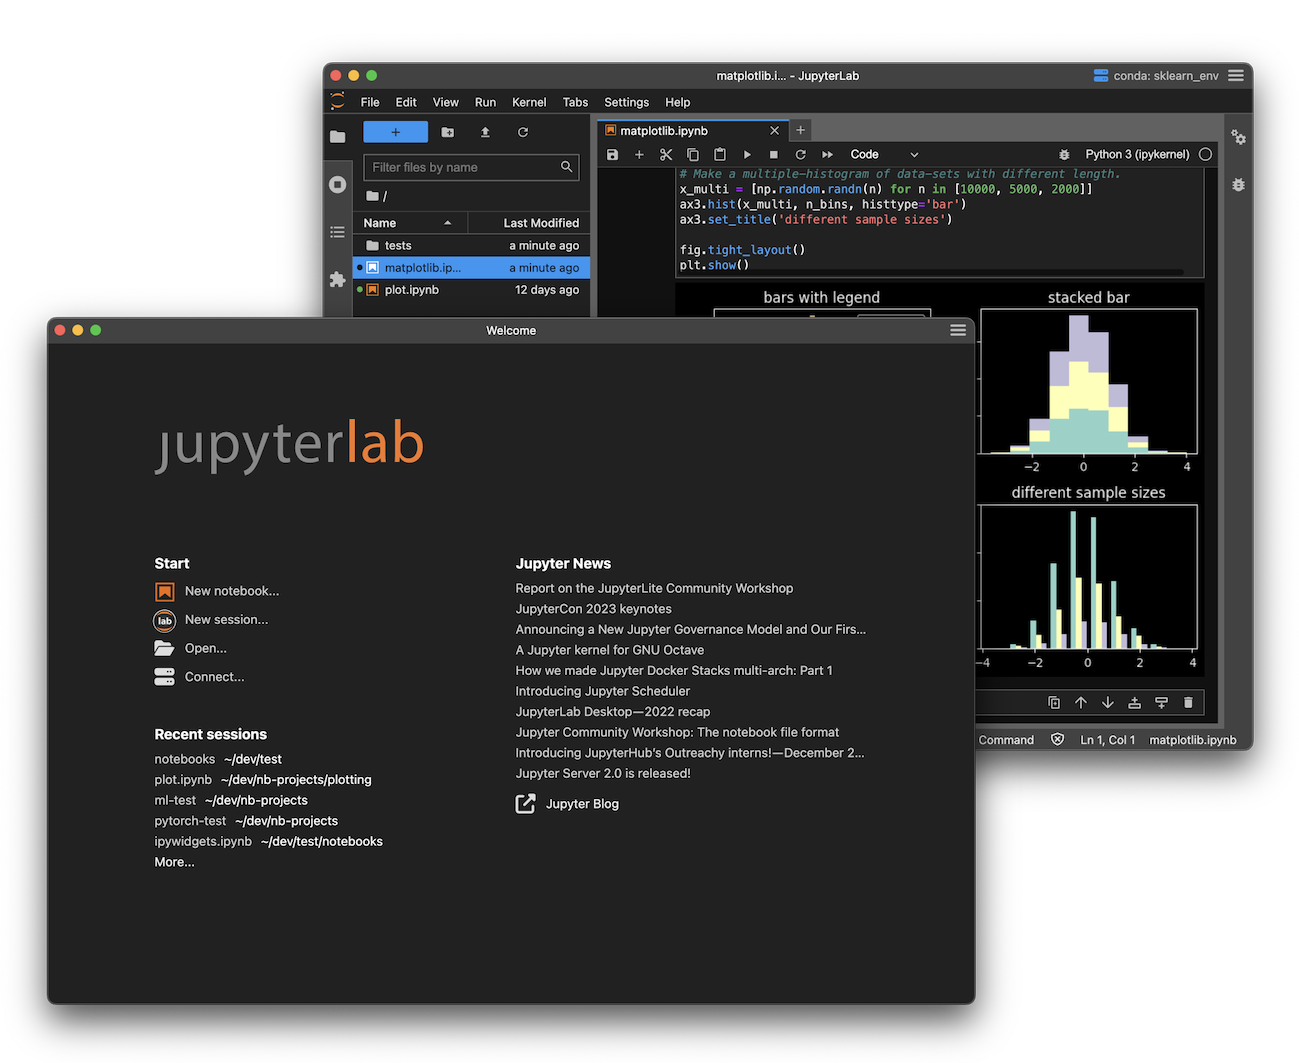 matplotlib.i... - JupyterLab
conda: sklearn_env
File Edit View Run Kernel Tabs Settings Help
+
Filter files by name
/
Name Last Modified
tests a minute ago
matplotlib.ip... a minute ago
plot.ipynb 12 days ago
matplotlib.ipynb
Code
Python 3 (ipykernel)
# Make a multiple-histogram of data-sets with different length.
x_multi = [np.random.randn(n) for n in [10000, 5000, 2000]]
ax3.hist(x_multi, n_bins, histtype='bar')
ax3.set_title('different sample sizes')
fig.tight_layout()
plt.show()
bars with legend
stacked bar
−2 0 2 4
different sample sizes
−4 −2 0 2 4
Command Ln 1, Col 1 matplotlib.ipynb
Welcome
jupyterlab
Start
New notebook...
lab New session...
Open...
Connect...
Recent sessions
notebooks ~/dev/test
plot.ipynb ~/dev/nb-projects/plotting
ml-test ~/dev/nb-projects
pytorch-test ~/dev/nb-projects
ipywidgets.ipynb ~/dev/test/notebooks
More...
Jupyter News
Report on the JupyterLite Community Workshop
JupyterCon 2023 keynotes
Announcing a New Jupyter Governance Model and Our Firs...
A Jupyter kernel for GNU Octave
How we made Jupyter Docker Stacks multi-arch: Part 1
Introducing Jupyter Scheduler
JupyterLab Desktop—2022 recap
Jupyter Community Workshop: The notebook file format
Introducing JupyterHub's Outreachy interns!—December 2...
Jupyter Server 2.0 is released!
Jupyter Blog